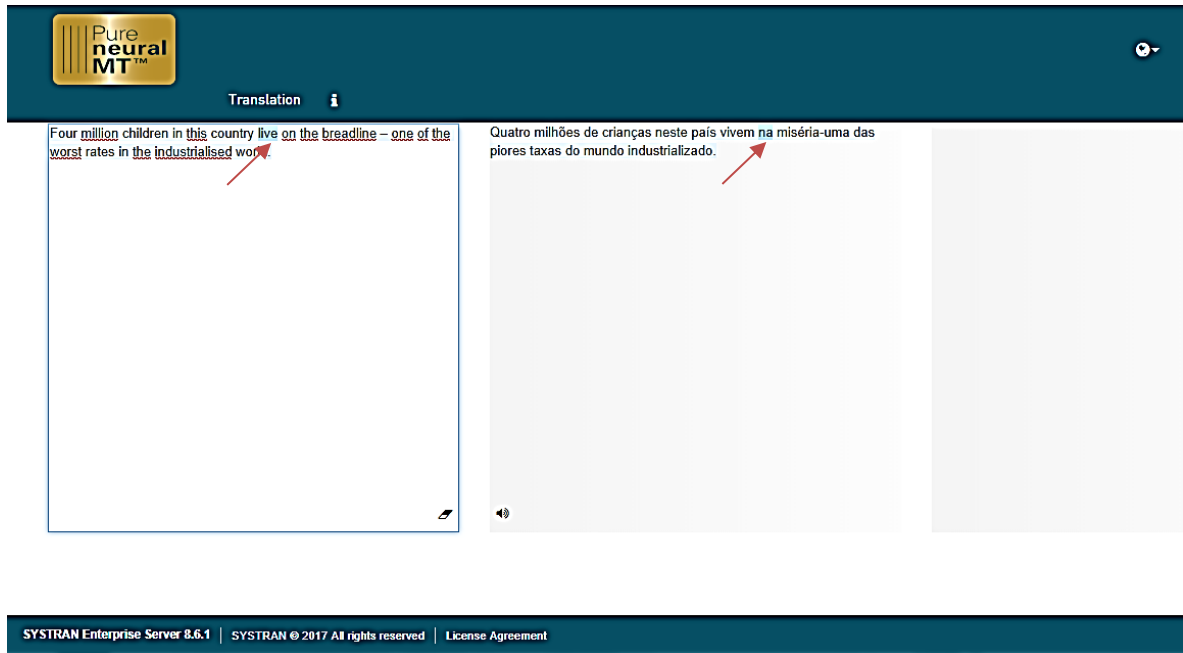 Pure
neural
MT™
Translation
Four million children in this country live on the breadline – one of the
worst rates in the industrialised
Quatro milhões de crianças neste país vivem na miséria-uma das
piores taxas do mundo industrializado.
SYSTRAN Enterprise Server 8.6.1 | SYSTRAN © 2017 All rights reserved | License Agreement